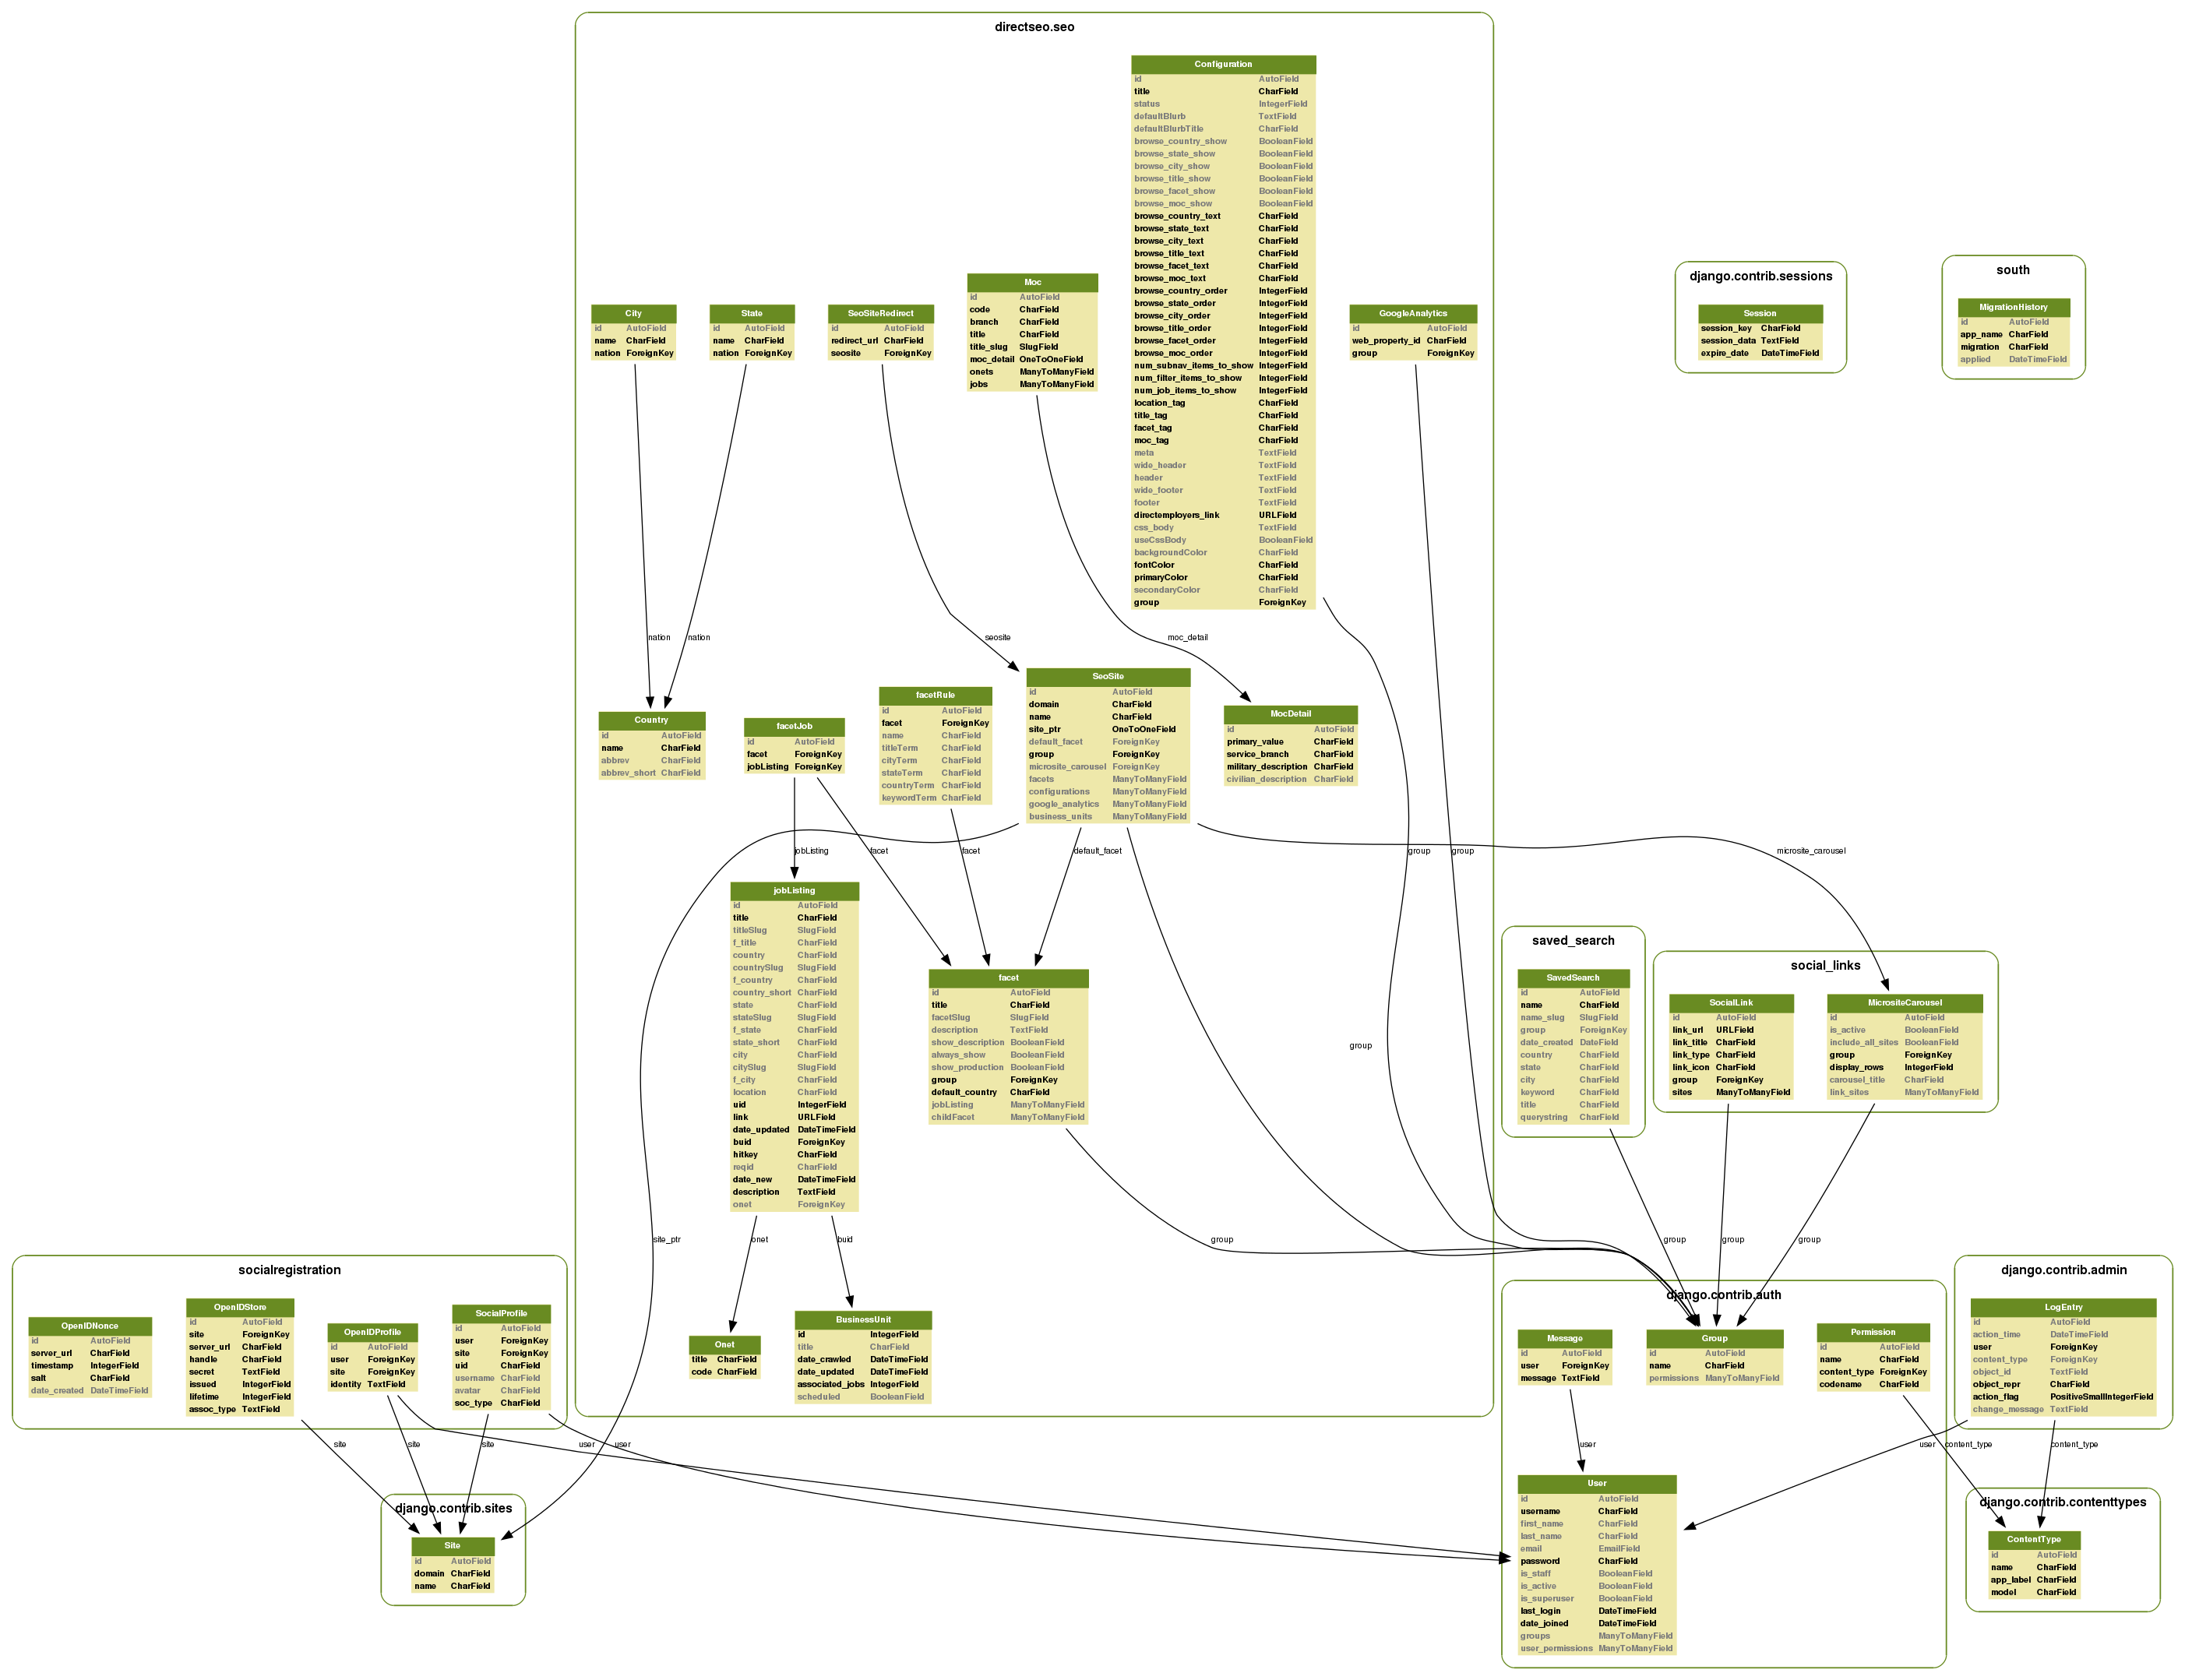 directseo.seo
Configuration
id AutoField
title CharField
status IntegerField
defaultBlurb TextField
defaultBlurbTitle CharField
browse_country_show BooleanField
browse_state_show BooleanField
browse_city_show BooleanField
browse_title_show BooleanField
browse_facet_show BooleanField
browse_moc_show BooleanField
browse_country_text CharField
browse_state_text CharField
browse_city_text CharField
browse_title_text CharField
browse_facet_text CharField
browse_moc_text CharField
browse_country_order IntegerField
browse_state_order IntegerField
browse_city_order IntegerField
browse_title_order IntegerField
browse_facet_order IntegerField
browse_moc_order IntegerField
num_subnav_items_to_show IntegerField
num_filter_items_to_show IntegerField
num_job_items_to_show IntegerField
location_tag CharField
title_tag CharField
facet_tag CharField
moc_tag CharField
meta TextField
wide_header TextField
header TextField
wide_footer TextField
footer TextField
directemployers_link URLField
css_body TextField
useCssBody BooleanField
backgroundColor CharField
fontColor CharField
primaryColor CharField
secondaryColor CharField
group ForeignKey
City
id AutoField
name CharField
nation ForeignKey
State
id AutoField
name CharField
nation ForeignKey
SeoSiteRedirect
id AutoField
redirect_url CharField
seosite ForeignKey
Moc
id AutoField
code CharField
branch CharField
title CharField
title_slug SlugField
moc_detail OneToOneField
onets ManyToManyField
jobs ManyToManyField
GoogleAnalytics
id AutoField
web_property_id CharField
group ForeignKey
django.contrib.sessions
Session
session_key CharField
session_data TextField
expire_date DateTimeField
south
MigrationHistory
id AutoField
app_name CharField
migration CharField
applied DateTimeField
nation
nation
seosite
moc_detail
Country
id AutoField
name CharField
abbrev CharField
abbrev_short CharField
facetJob
id AutoField
facet ForeignKey
jobListing ForeignKey
facetRule
id AutoField
facet ForeignKey
name CharField
titleTerm CharField
cityTerm CharField
stateTerm CharField
countryTerm CharField
keywordTerm CharField
SeoSite
id AutoField
domain CharField
name CharField
site_ptr OneToOneField
default_facet ForeignKey
group ForeignKey
microsite_carousel ForeignKey
facets ManyToManyField
configurations ManyToManyField
google_analytics ManyToManyField
business_units ManyToManyField
MocDetail
id AutoField
primary_value CharField
service_branch CharField
military_description CharField
civilian_description CharField
jobListing
facet
facet
default_facet
group
group
microsite_carousel
jobListing
id AutoField
title CharField
titleSlug SlugField
f_title CharField
country CharField
countrySlug SlugField
f_country CharField
country_short CharField
state CharField
stateSlug SlugField
f_state CharField
state_short CharField
city CharField
citySlug SlugField
f_city CharField
location CharField
uid IntegerField
link URLField
date_updated DateTimeField
buid ForeignKey
hitkey CharField
reqid CharField
date_new DateTimeField
description TextField
onet ForeignKey
facet
id AutoField
title CharField
facetSlug SlugField
description TextField
show_description BooleanField
always_show BooleanField
show_production BooleanField
group ForeignKey
default_country CharField
jobListing ManyToManyField
childFacet ManyToManyField
group
saved_search
SavedSearch
id AutoField
name CharField
name_slug SlugField
group ForeignKey
date_created DateField
country CharField
state CharField
city CharField
keyword CharField
title CharField
querystring CharField
social_links
SocialLink
id AutoField
link_url URLField
link_title CharField
link_type CharField
link_icon CharField
group ForeignKey
sites ManyToManyField
MicrositeCarousel
id AutoField
is_active BooleanField
include_all_sites BooleanField
group ForeignKey
display_rows IntegerField
carousel_title CharField
link_sites ManyToManyField
site_ptr
onet
buid
group
group
group
group
socialregistration
OpenIDNonce
id AutoField
server_url CharField
timestamp IntegerField
salt CharField
date_created DateTimeField
OpenIDStore
id AutoField
site ForeignKey
server_url CharField
handle CharField
secret TextField
issued IntegerField
lifetime IntegerField
assoc_type TextField
OpenIDProfile
id AutoField
user ForeignKey
site ForeignKey
identity TextField
SocialProfile
id AutoField
user ForeignKey
site ForeignKey
uid CharField
username CharField
avatar CharField
soc_type CharField
Onet
title CharField
code CharField
BusinessUnit
id IntegerField
title CharField
date_crawled DateTimeField
date_updated DateTimeField
associated_jobs IntegerField
scheduled BooleanField
django.contrib.auth
Message
id AutoField
user ForeignKey
message TextField
Group
id AutoField
name CharField
permissions ManyToManyField
Permission
id AutoField
name CharField
content_type ForeignKey
codename CharField
django.contrib.admin
LogEntry
id AutoField
action_time DateTimeField
user ForeignKey
content_type ForeignKey
object_id TextField
object_repr CharField
action_flag PositiveSmallIntegerField
change_message TextField
site
site
site
user
user
user
user
content_type
content_type
django.contrib.sites
Site
id AutoField
domain CharField
name CharField
User
id AutoField
username CharField
first_name CharField
last_name CharField
email EmailField
password CharField
is_staff BooleanField
is_active BooleanField
is_superuser BooleanField
last_login DateTimeField
date_joined DateTimeField
groups ManyToManyField
user_permissions ManyToManyField
django.contrib.contenttypes
ContentType
id AutoField
name CharField
app_label CharField
model CharField